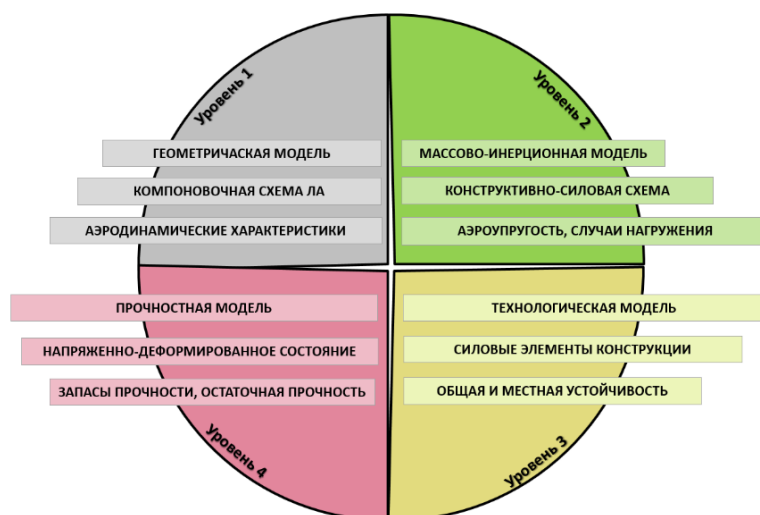 Уровень 1
ГЕОМЕТРИЧАСКАЯ МОДЕЛЬ
КОМПОНОВОЧНАЯ СХЕМА ЛА
АЭРОДИНАМИЧЕСКИЕ ХАРАКТЕРИСТИКИ
Уровень 2
МАССОВО-ИНЕРЦИОННАЯ МОДЕЛЬ
КОНСТРУКТИВНО-СИЛОВАЯ СХЕМА
АЭРОУПРУГОСТЬ, СЛУЧАИ НАГРУЖЕНИЯ
ПРОЧНОСТНАЯ МОДЕЛЬ
НАПРЯЖЕННО-ДЕФОРМИРОВАННОЕ СОСТОЯНИЕ
ЗАПАСЫ ПРОЧНОСТИ, ОСТАТОЧНАЯ ПРОЧНОСТЬ
Уровень 4
ТЕХНОЛОГИЧЕСКАЯ МОДЕЛЬ
СИЛОВЫЕ ЭЛЕМЕНТЫ КОНСТРУКЦИИ
ОБЩАЯ И МЕСТНАЯ УСТОЙЧИВОСТЬ
Уровень 3